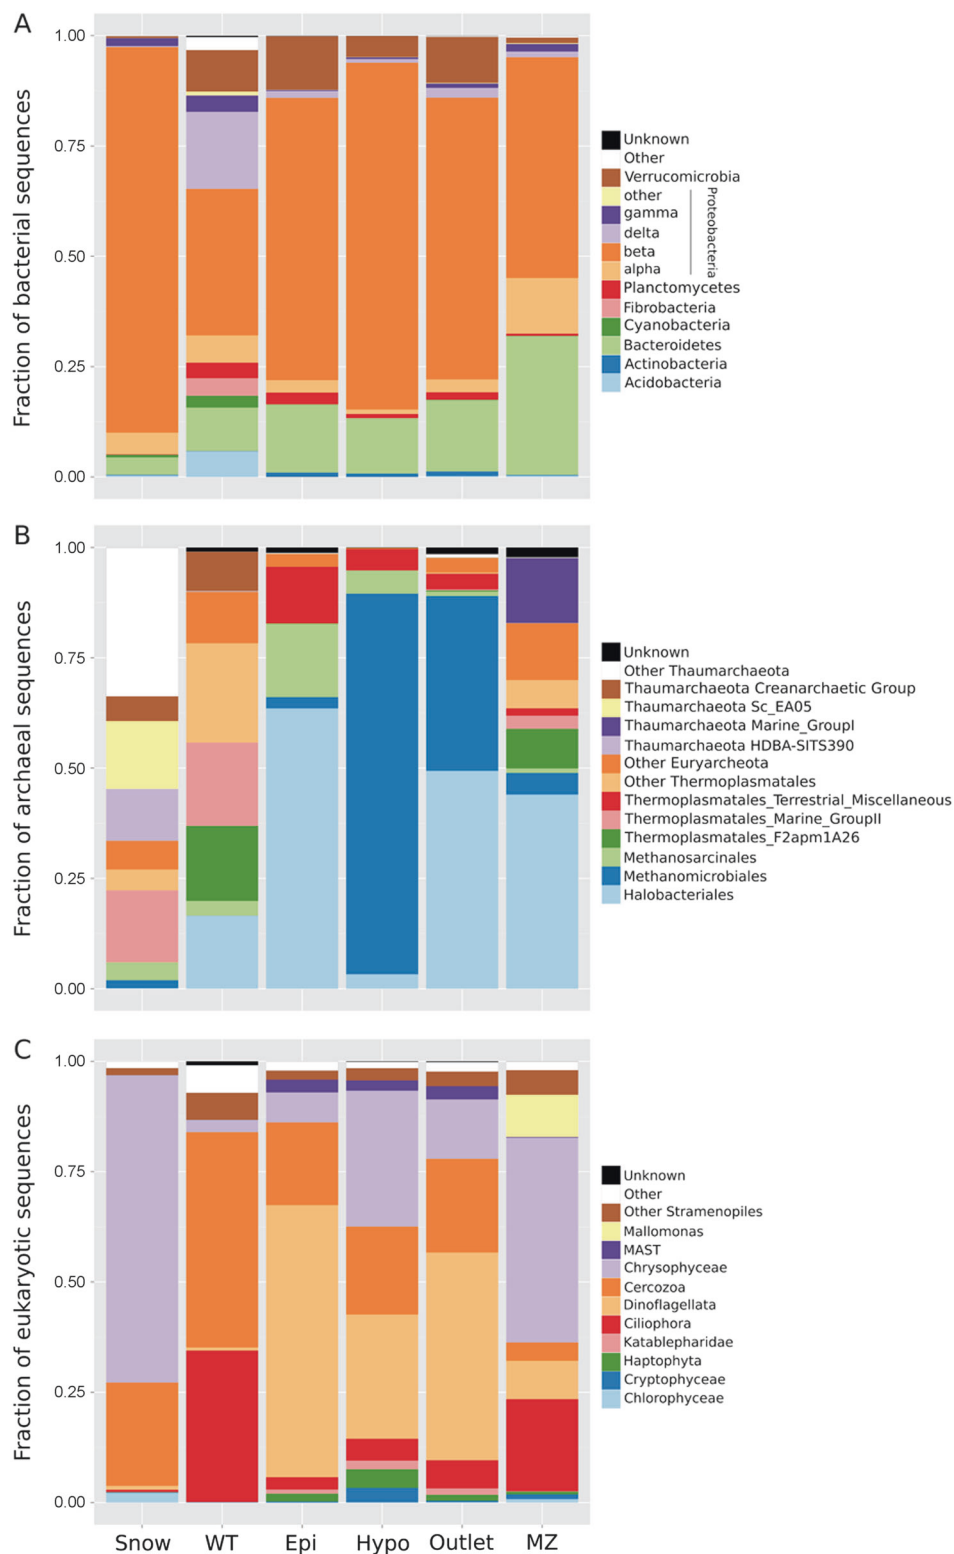 A
Fraction of bacterial sequences
1.00
0.75
0.50
0.25
0.00
Unknown
Other
Verrucomicrobia
other
gamma
delta
beta
alpha
Proteobacteria
Planctomycetes
Fibrobacteria
Cyanobacteria
Bacteroidetes
Actinobacteria
Acidobacteria
B
Fraction of archaeal sequences
1.00
0.75
0.50
0.25
0.00
Unknown
Other Thaumarchaeota
Thaumarchaeota Creanarchaetic Group
Thaumarchaeota Sc_EA05
Thaumarchaeota Marine_GroupI
Thaumarchaeota HDBA-SITS390
Other Euryarcheota
Other Thermoplasmatales
Thermoplasmatales_Terrestrial_Miscellaneous
Thermoplasmatales_Marine_GroupII
Thermoplasmatales_F2apm1A26
Methanosarcinales
Methanomicrobiales
Halobacteriales
C
Fraction of eukaryotic sequences
1.00
0.75
0.50
0.25
0.00
Unknown
Other
Other Stramenopiles
Mallomonas
MAST
Chrysophyceae
Cercozoa
Dinoflagellata
Ciliophora
Katablepharidae
Haptophyta
Cryptophyceae
Chlorophyceae
Snow WT Epi Hypo Outlet MZ